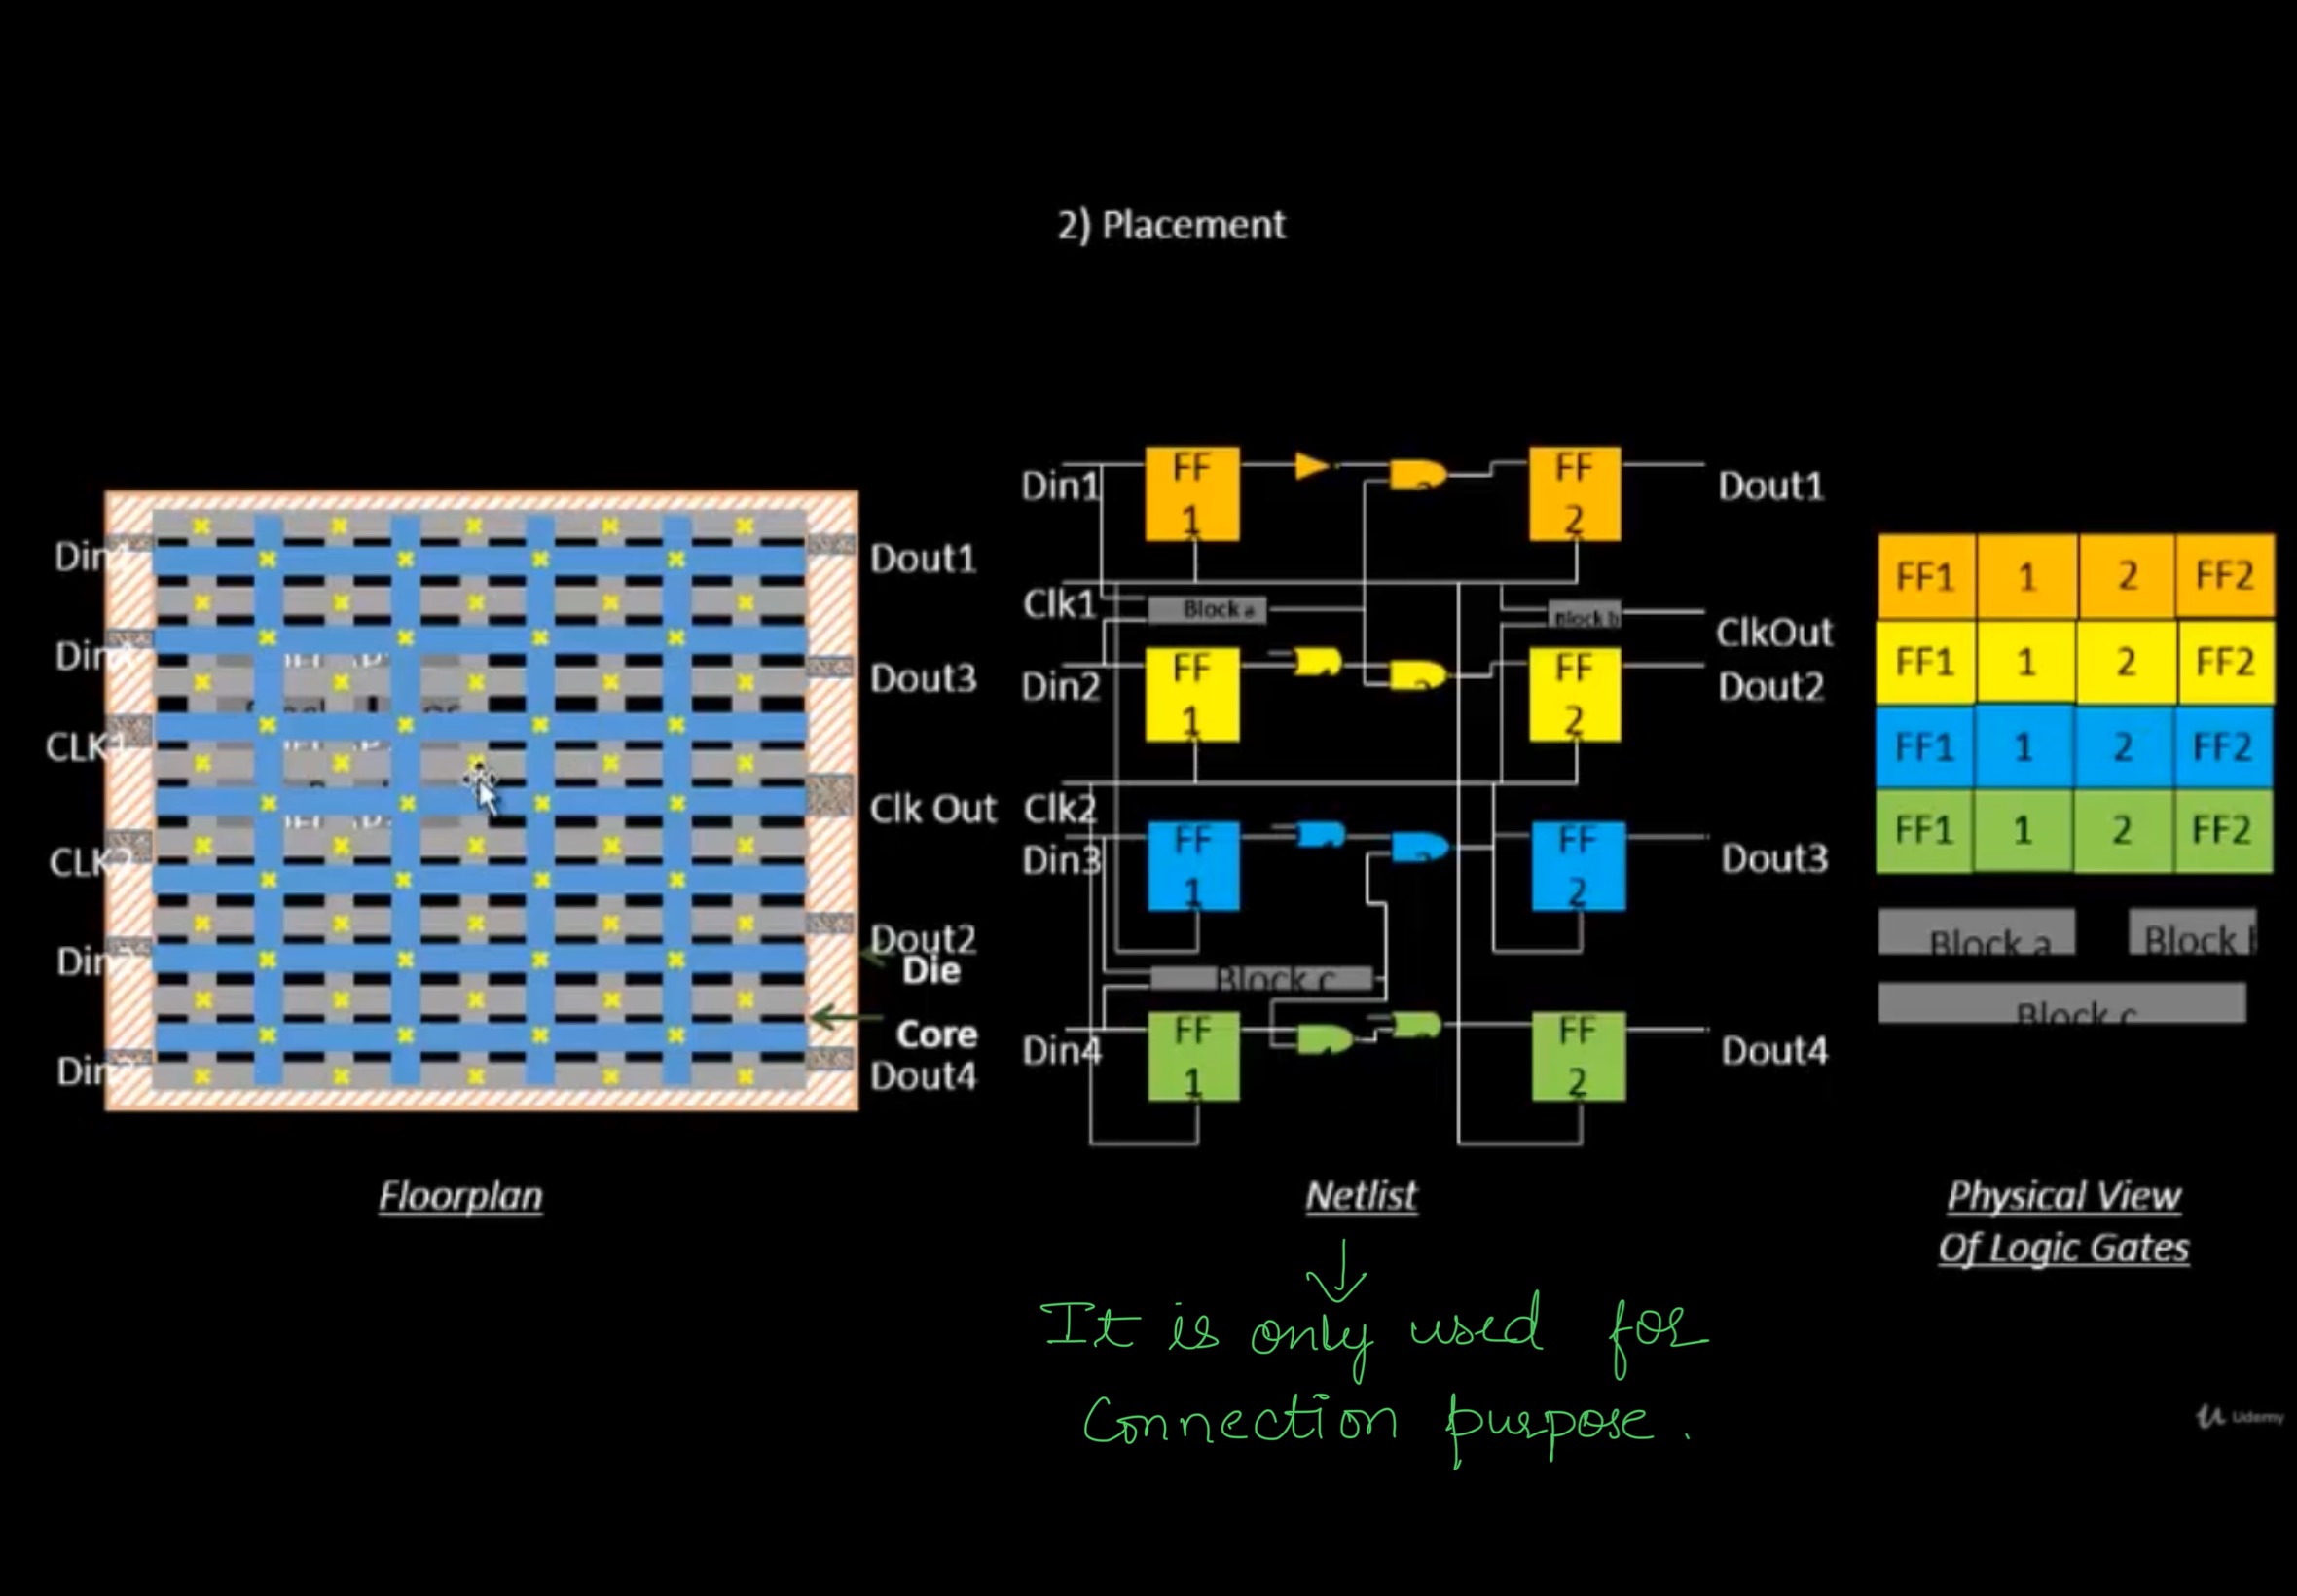 2) Placement
Dout1
Dout3
CLK1
Clk Out
CLK2
Dout2
Die
Core
Dout4
Floorplan
Din1
FF
1
FF
2
Dout1
Clk1
Block a
Block b
ClkOut
Din2
FF
1
FF
2
Dout2
Clk2
Din3
FF
1
FF
2
Dout3
Block c
Din4
FF
1
FF
2
Dout4
Netlist
It is only used for
Connection purpose.
FF1 1 2 FF2
FF1 1 2 FF2
FF1 1 2 FF2
FF1 1 2 FF2
Block a
Block b
Block c
Physical View
Of Logic Gates
Udemy